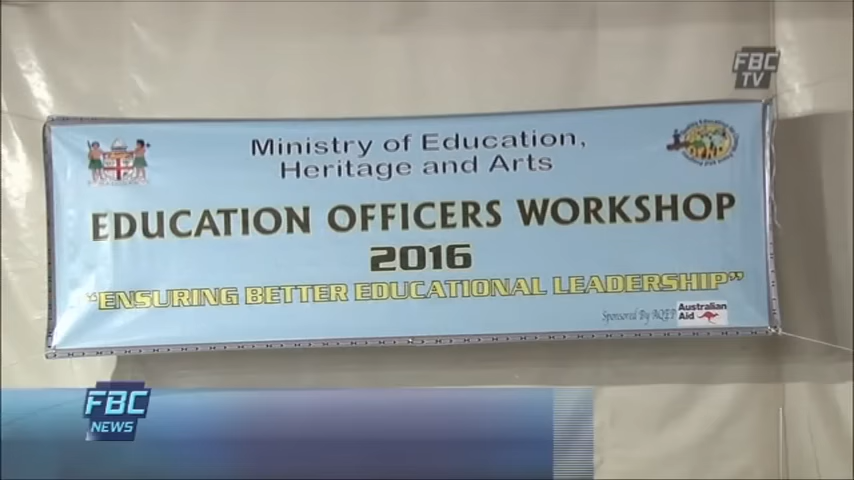 FBC
TV
Ministry of Education,
Heritage and Arts
EDUCATION OFFICERS WORKSHOP
2016
"ENSURING BETTER EDUCATIONAL LEADERSHIP"
Sponsored By AQEP
Australian
Aid
FBC
NEWS